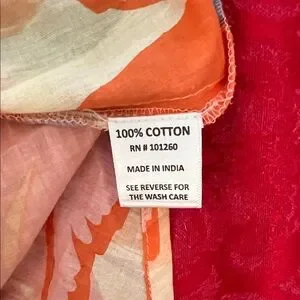 100% COTTON
RN # 101260
MADE IN INDIA
SEE REVERSE FOR
THE WASH CARE